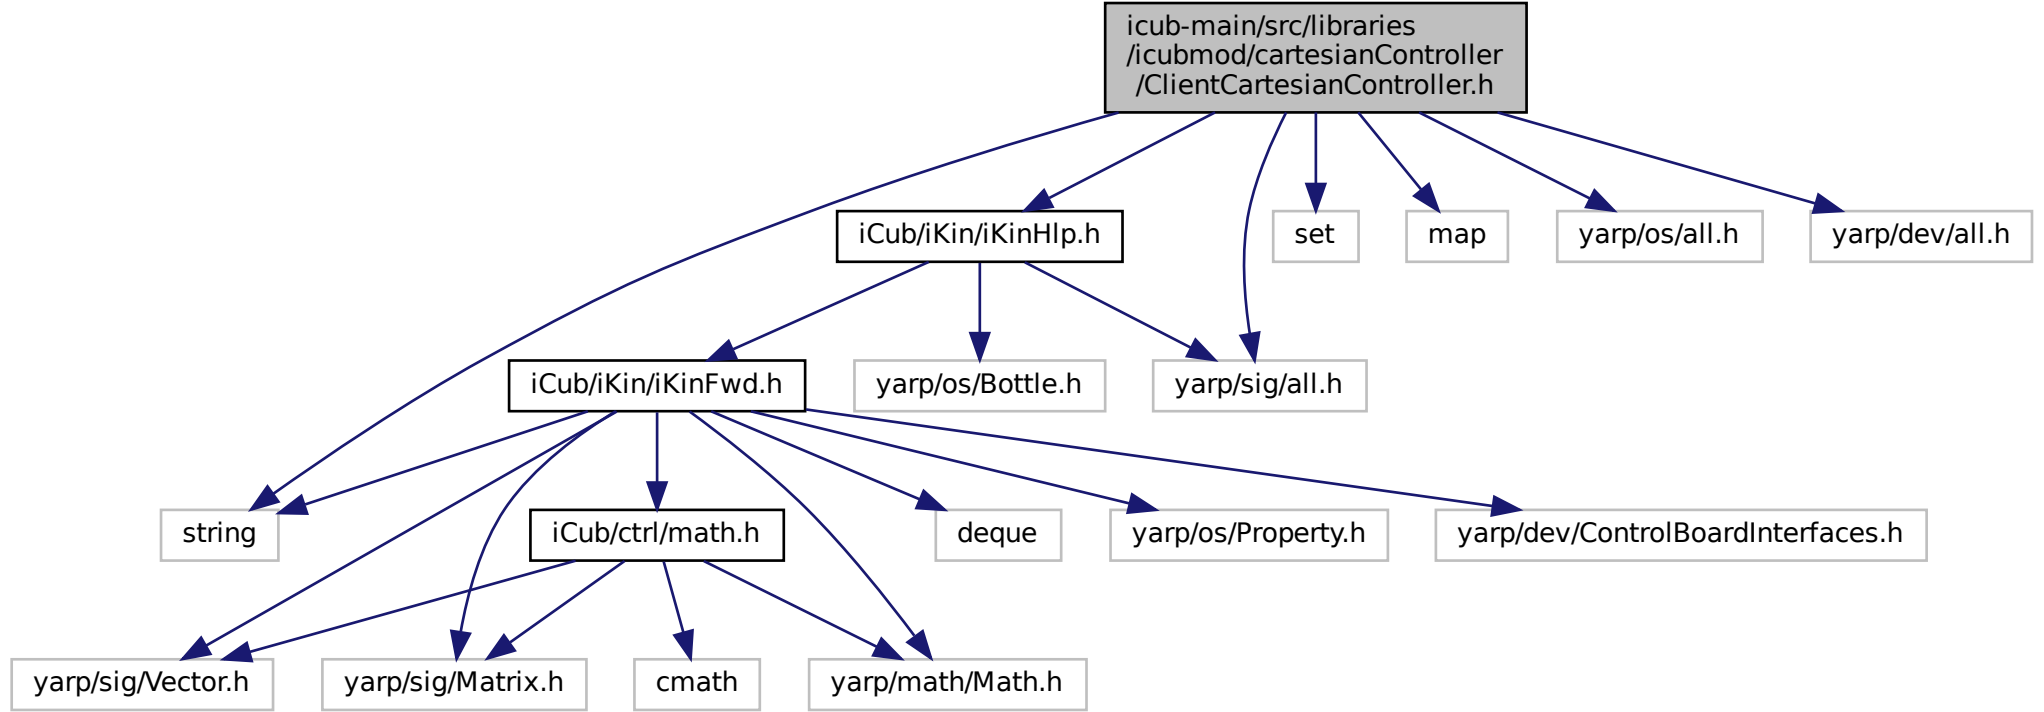 icub-main/src/libraries
/icubmod/cartesianController
/ClientCartesianController.h
iCub/iKin/iKinHlp.h
set
map
yarp/os/all.h
yarp/dev/all.h
iCub/iKin/iKinFwd.h
yarp/os/Bottle.h
yarp/sig/all.h
string
iCub/ctrl/math.h
deque
yarp/os/Property.h
yarp/dev/ControlBoardInterfaces.h
yarp/sig/Vector.h
yarp/sig/Matrix.h
cmath
yarp/math/Math.h